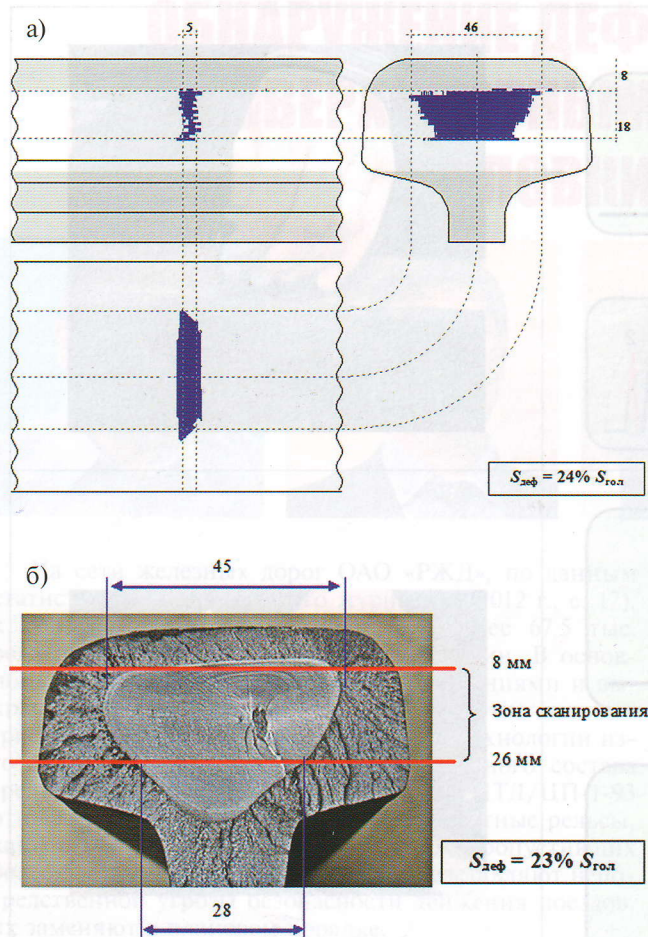 а)
5
46
8
18
Sдеф = 24% Sгол
б)
45
8 мм
Зона сканирования
26 мм
Sдеф = 23% Sгол
28